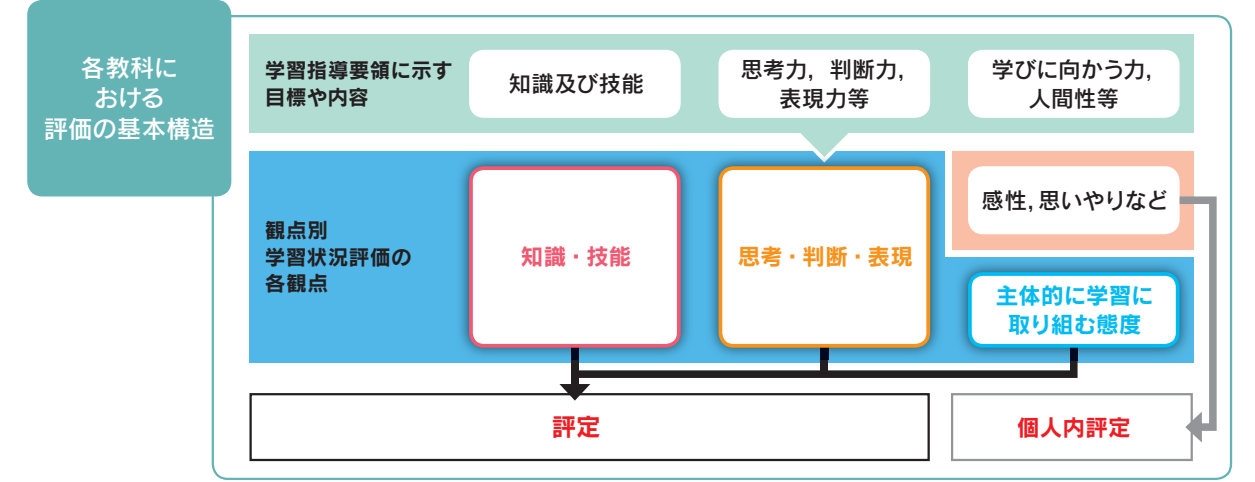 各教科に
おける
評価の基本構造
学習指導要領に示す
目標や内容
知識及び技能
思考力，判断力，
表現力等
学びに向かう力，
人間性等
観点別
学習状況評価の
各観点
知識・技能
思考・判断・表現
感性，思いやりなど
主体的に学習に
取り組む態度
評定
個人内評定